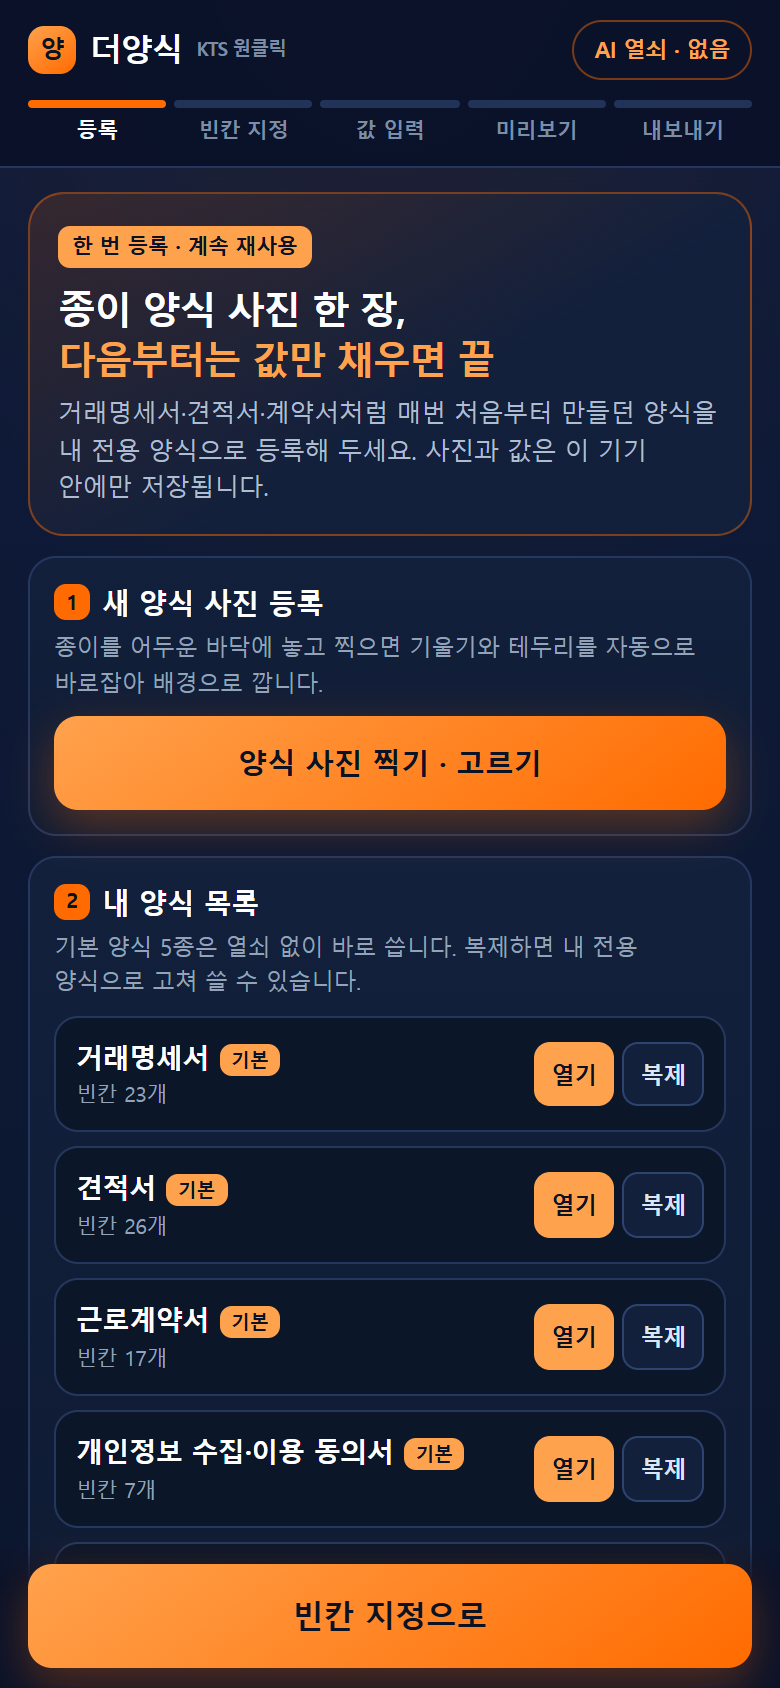 양 더양식 KTS 원클릭 AI 열쇠 · 없음
등록 빈칸 지정 값 입력 미리보기 내보내기
한 번 등록 · 계속 재사용
종이 양식 사진 한 장,
다음부터는 값만 채우면 끝
거래명세서·견적서·계약서처럼 매번 처음부터 만들던 양식을
내 전용 양식으로 등록해 두세요. 사진과 값은 이 기기
안에만 저장됩니다.
1 새 양식 사진 등록
종이를 어두운 바닥에 놓고 찍으면 기울기와 테두리를 자동으로
바로잡아 배경으로 깝니다.
양식 사진 찍기 · 고르기
2 내 양식 목록
기본 양식 5종은 열쇠 없이 바로 씁니다. 복제하면 내 전용
양식으로 고쳐 쓸 수 있습니다.
거래명세서 기본
빈칸 23개
열기 복제
견적서 기본
빈칸 26개
열기 복제
근로계약서 기본
빈칸 17개
열기 복제
개인정보 수집·이용 동의서 기본
빈칸 7개
열기 복제
빈칸 지정으로